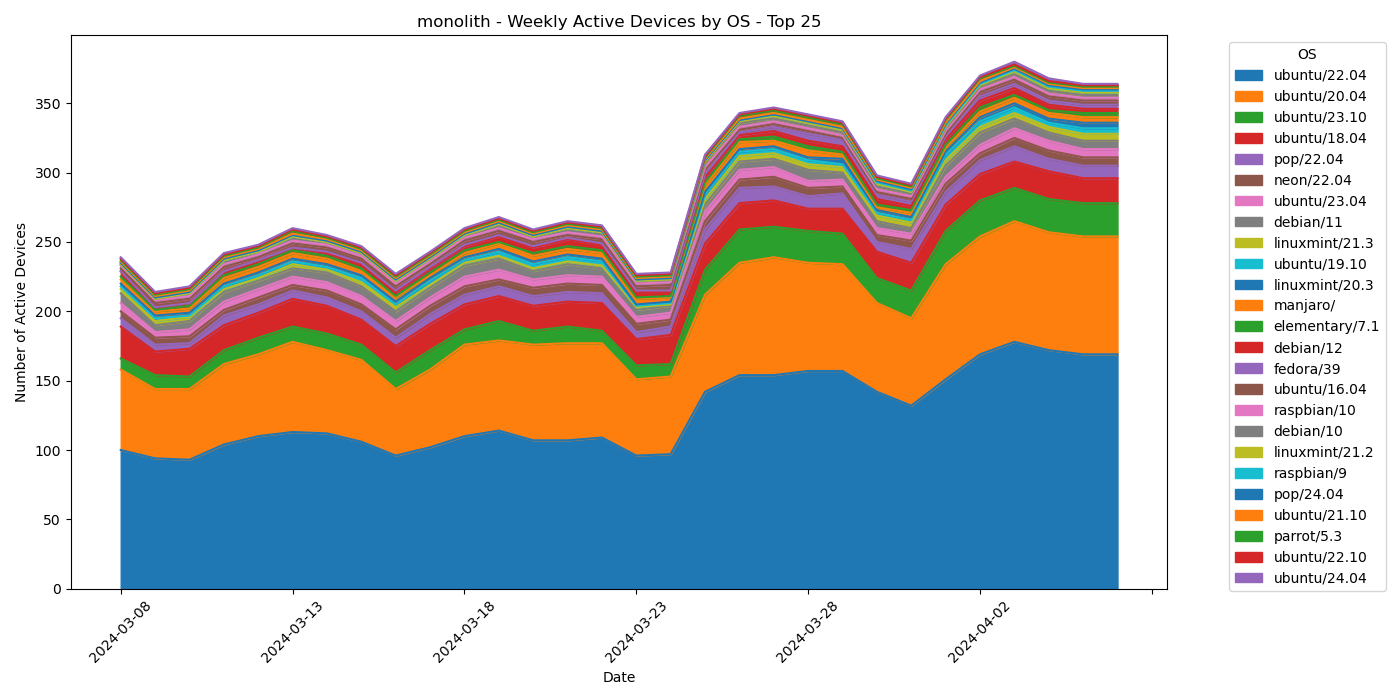 monolith - Weekly Active Devices by OS - Top 25
Number of Active Devices
350
300
250
200
150
100
50
0
2024-03-08
2024-03-13
2024-03-18
2024-03-23
2024-03-28
2024-04-02
Date
OS
ubuntu/22.04
ubuntu/20.04
ubuntu/23.10
ubuntu/18.04
pop/22.04
neon/22.04
ubuntu/23.04
debian/11
linuxmint/21.3
ubuntu/19.10
linuxmint/20.3
manjaro/
elementary/7.1
debian/12
fedora/39
ubuntu/16.04
raspbian/10
debian/10
linuxmint/21.2
raspbian/9
pop/24.04
ubuntu/21.10
parrot/5.3
ubuntu/22.10
ubuntu/24.04